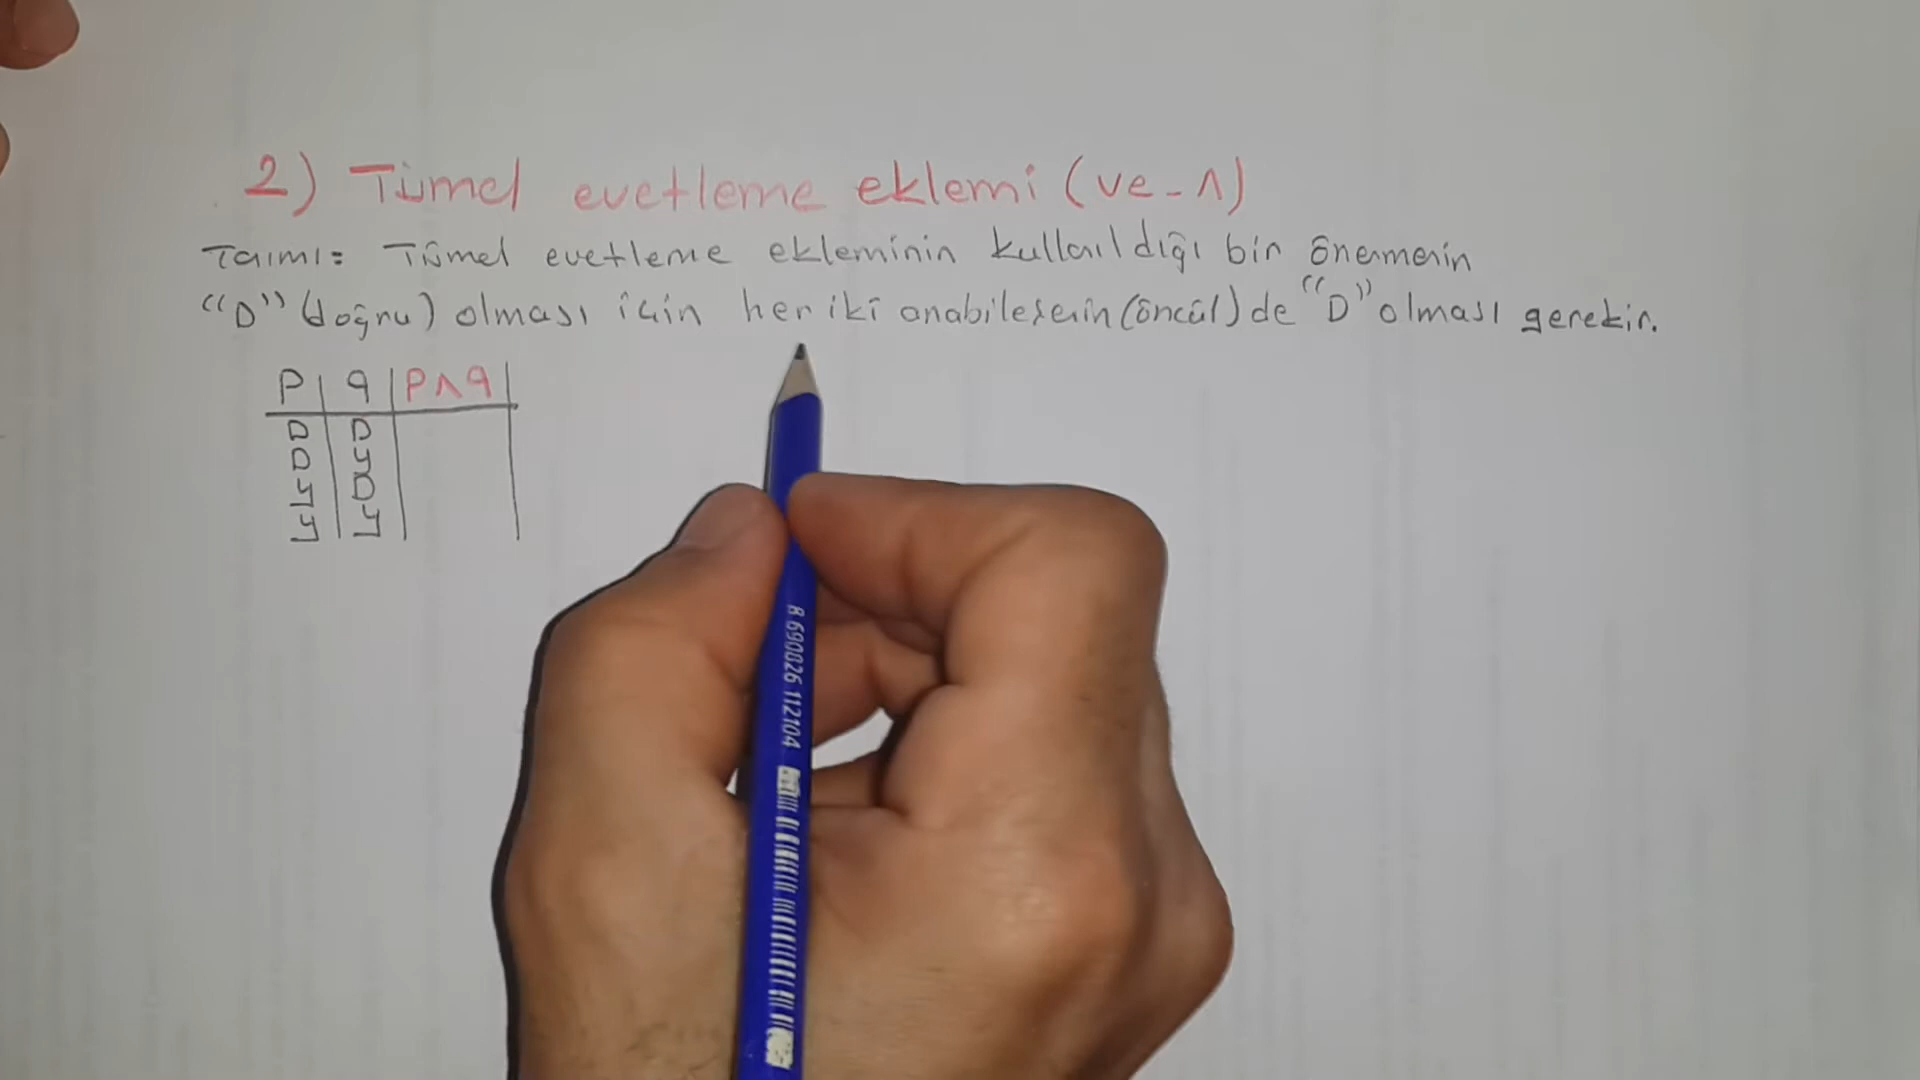 2) Tümel evetleme eklemi (ve - ∧)
Tanımı: Tümel evetleme ekleminin kullanıldığı bir önermenin
"D" (doğru) olması için her iki anabileşenin (öncül) de "D" olması gerekir.
P | q | P ∧ q |
D | D
D | Y
Y | D
Y | Y
8 690026 112104